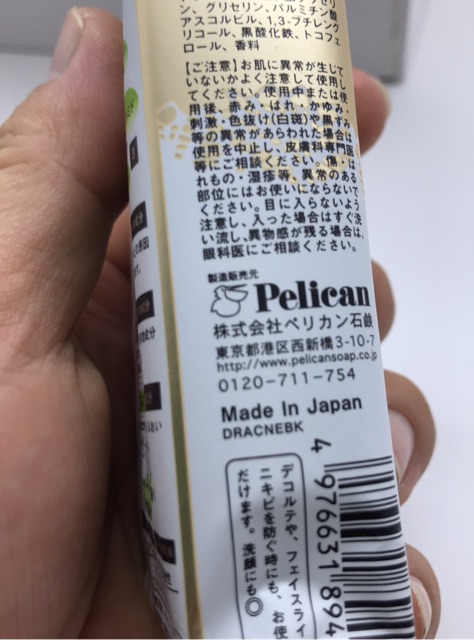 ン、グリセリン、パルミチン酸
アスコルビル、1,3-ブチレング
リコール、黒酸化鉄、トコフェ
ロール、香料
【ご注意】お肌に異常が生じて
いないかよく注意して使用し
てください。使用中または使
用後、赤み・はれ・かゆみ・
刺激・色抜け(白斑)や黒ずみ
等の異常があらわれた場合は
使用を中止し、皮膚科専門医
等にご相談ください。傷・は
れもの・湿疹等、異常のある
部位にはお使いにならないで
ください。目に入らないよう
注意し、入った場合はすぐ洗
い流し、異物感が残る場合は、
眼科医にご相談ください。
製造販売元
Pelican
株式会社ペリカン石鹸
東京都港区西新橋3-10-7
http://www.pelicansoap.co.jp
0120-711-754
Made In Japan
DRACNEBK
デコルテや、フェイスライ
ニキビを防ぐ時にも、お使
だけます。洗顔にも◎
4 976631 894